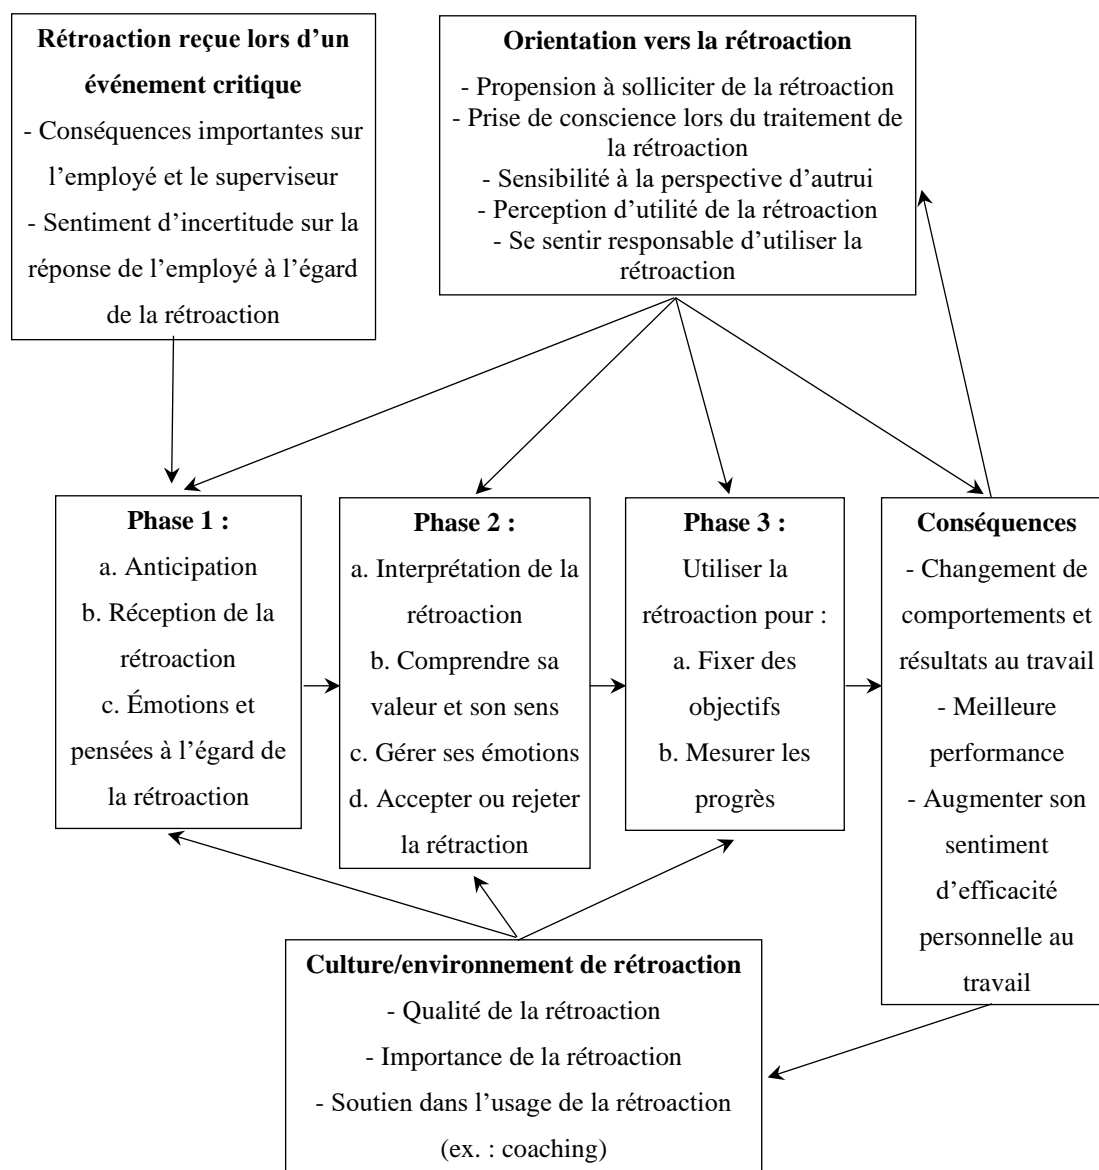 Rétroaction reçue lors d’un
événement critique
- Conséquences importantes sur
l’employé et le superviseur
- Sentiment d’incertitude sur la
réponse de l’employé à l’égard
de la rétroaction
Orientation vers la rétroaction
- Propension à solliciter de la rétroaction
- Prise de conscience lors du traitement de
la rétroaction
- Sensibilité à la perspective d’autrui
- Perception d’utilité de la rétroaction
- Se sentir responsable d’utiliser la
rétroaction
Phase 1 :
a. Anticipation
b. Réception de la
rétroaction
c. Émotions et
pensées à l’égard de
la rétroaction
Phase 2 :
a. Interprétation de la
rétroaction
b. Comprendre sa
valeur et son sens
c. Gérer ses émotions
d. Accepter ou rejeter
la rétraction
Phase 3 :
Utiliser la
rétroaction pour :
a. Fixer des
objectifs
b. Mesurer les
progrès
Conséquences
- Changement de
comportements et
résultats au travail
- Meilleure
performance
- Augmenter son
sentiment
d’efficacité
personnelle au
travail
Culture/environnement de rétroaction
- Qualité de la rétroaction
- Importance de la rétroaction
- Soutien dans l’usage de la rétroaction
(ex. : coaching)